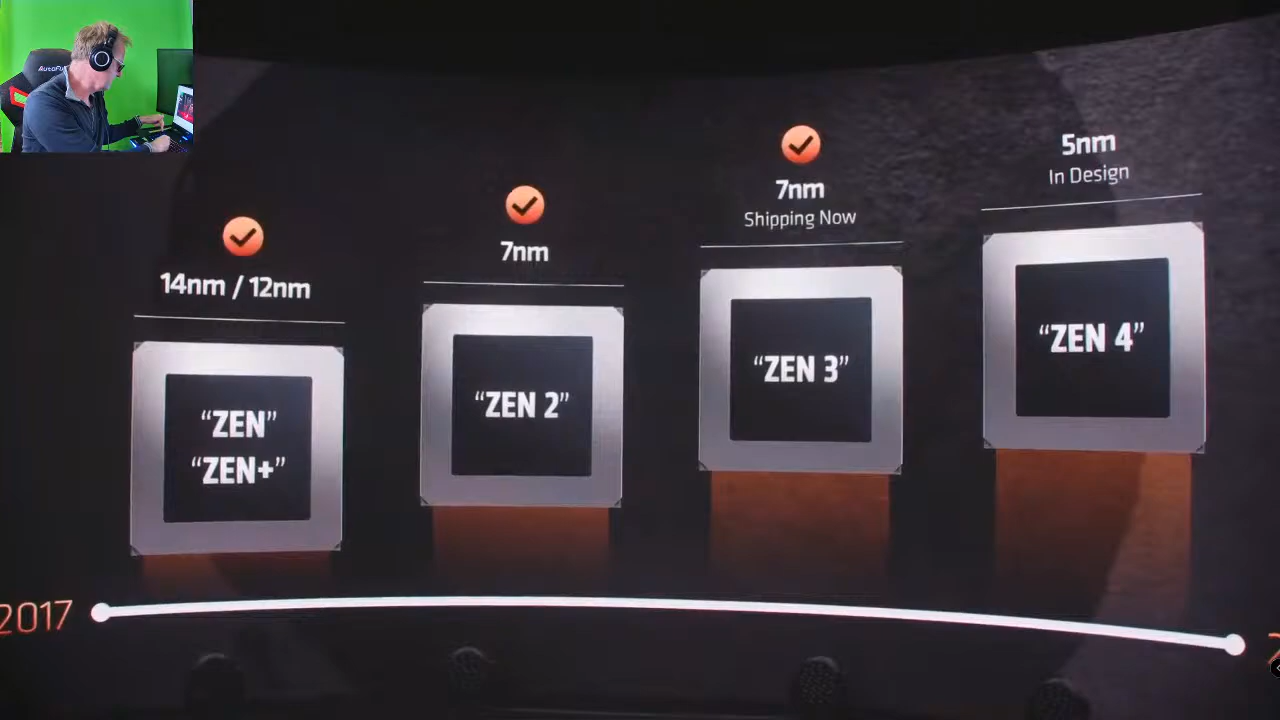 14nm / 12nm
“ZEN”
“ZEN+”
7nm
“ZEN 2”
7nm
Shipping Now
“ZEN 3”
5nm
In Design
“ZEN 4”
2017